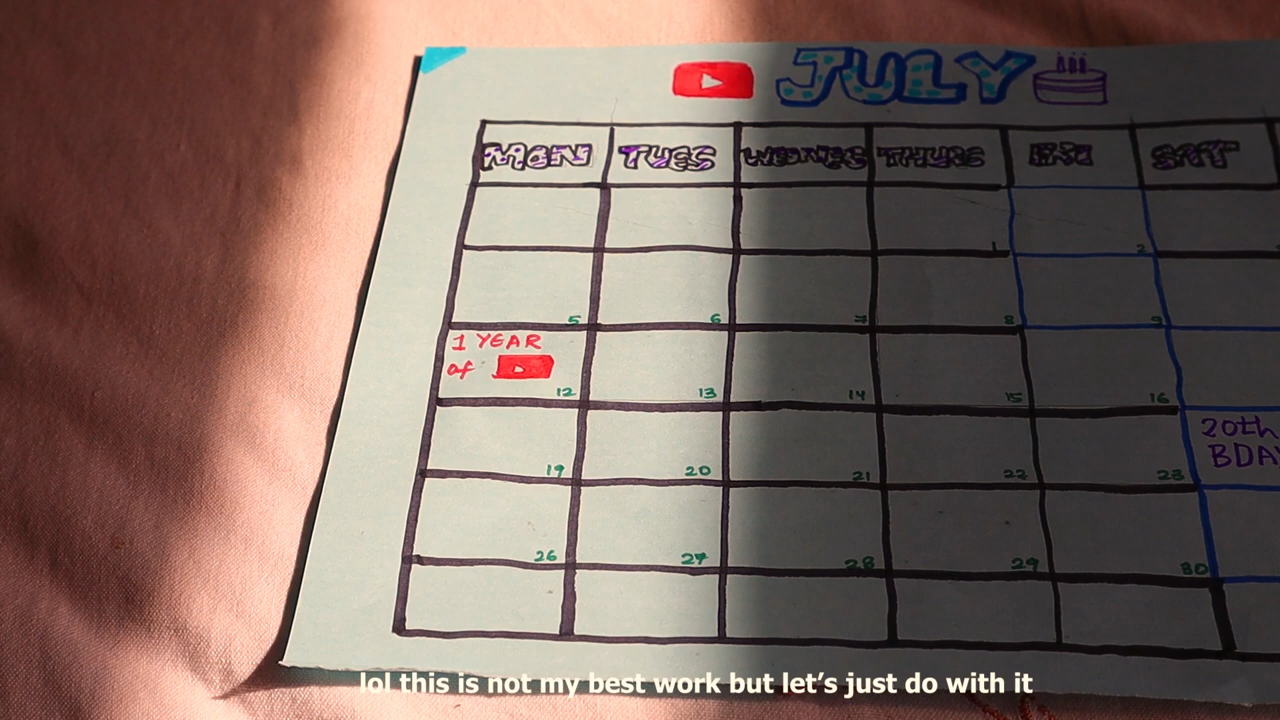 JULY
MON TUES WEDNES THURS FRI SAT
1 2
5 6 7 8 9
1 YEAR
of
12 13 14 15 16
20th
BDAY
19 20 21 22 23
26 27 28 29 30
lol this is not my best work but let's just do with it